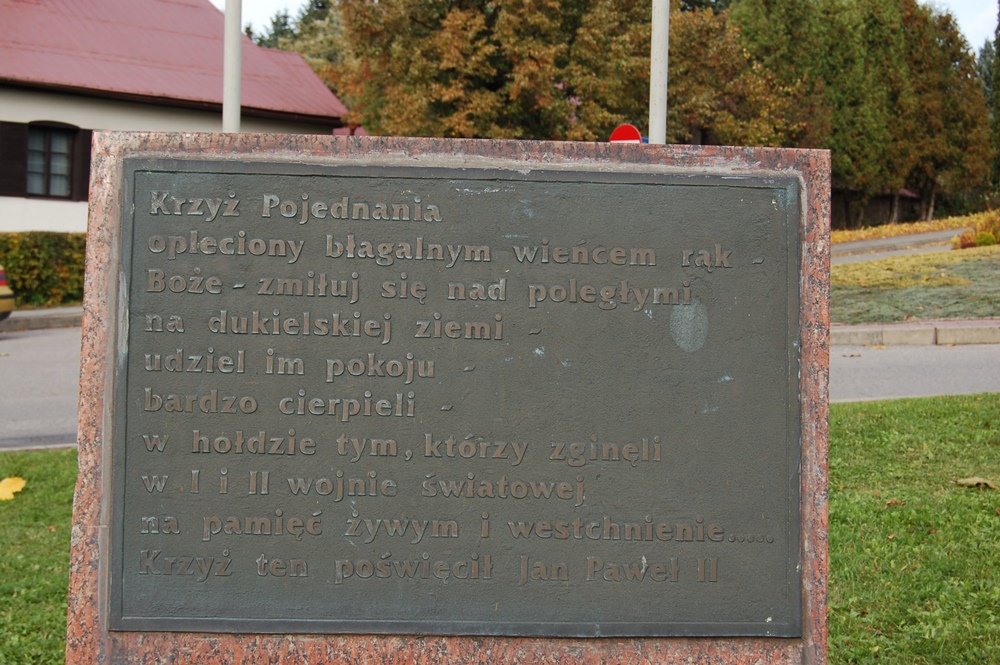 Krzyż Pojednania
opleciony błagalnym wieńcem rąk -
Boże - zmiłuj się nad poległymi
na dukielskiej ziemi -
udziel im pokoju -
bardzo cierpieli -
w hołdzie tym, którzy zginęli
w I i II wojnie światowej
na pamięć żywym i westchnienie.....
Krzyż ten poświęcił Jan Paweł II